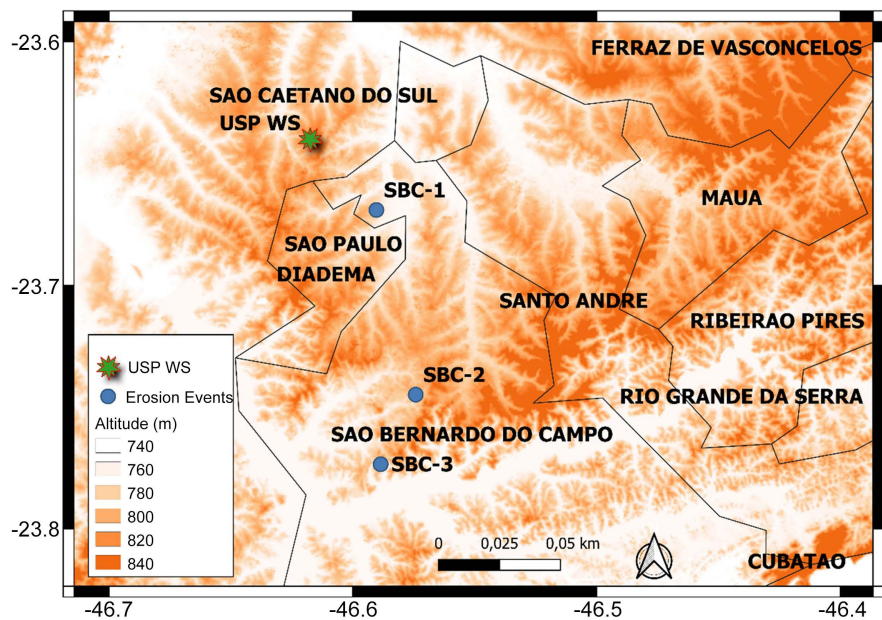 -23.6
FERRAZ DE VASCONCELOS
SAO CAETANO DO SUL
USP WS
SBC-1
MAUA
SAO PAULO
DIADEMA
-23.7
SANTO ANDRE
RIBEIRAO PIRES
USP WS
Erosion Events
Altitude (m)
740
760
780
800
820
840
SBC-2
RIO GRANDE DA SERRA
SAO BERNARDO DO CAMPO
SBC-3
-23.8
0 0,025 0,05 km
CUBATAO
-46.7 -46.6 -46.5 -46.4